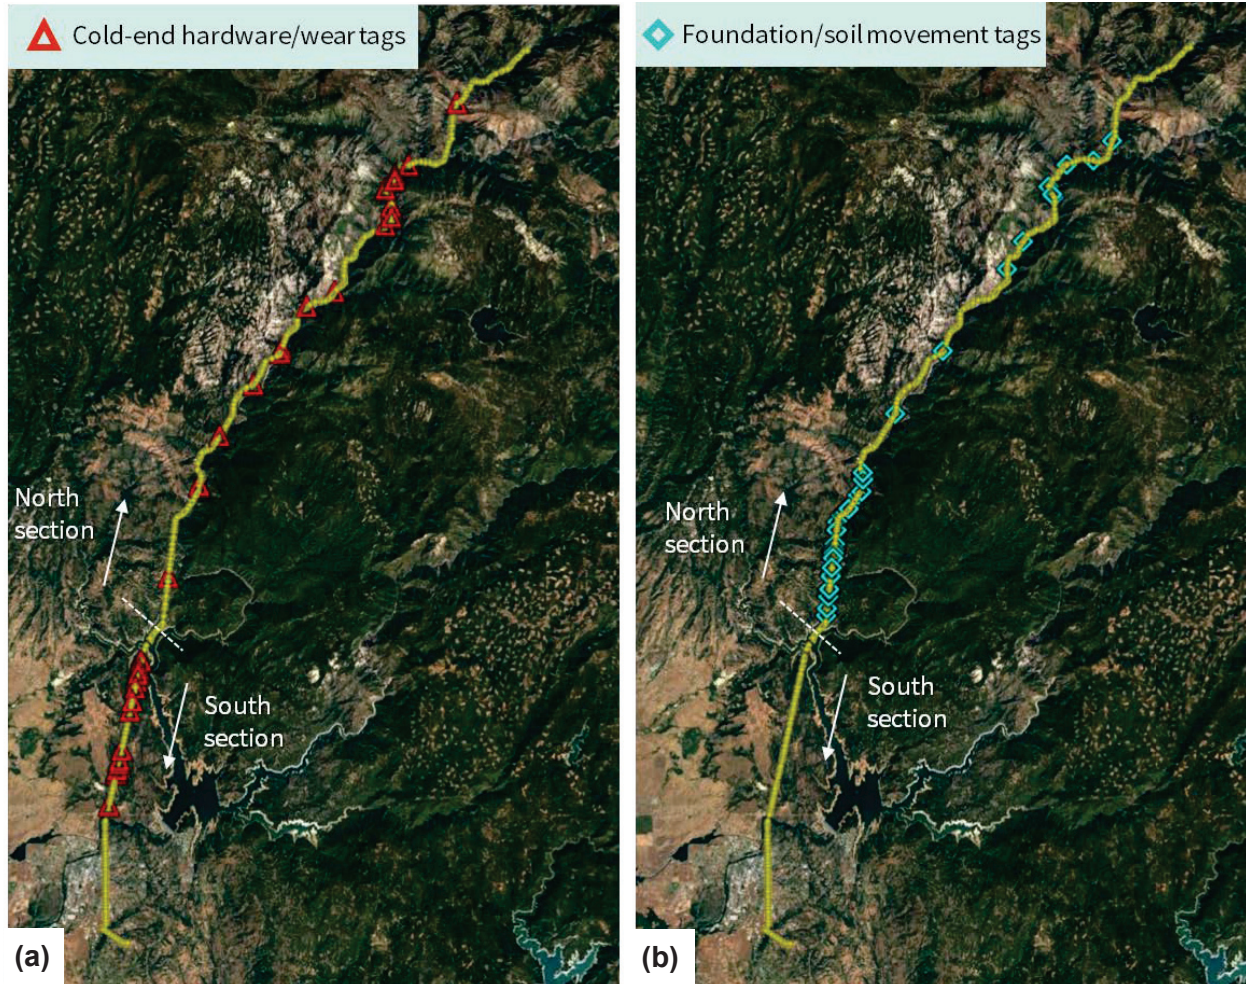 Cold-end hardware/wear tags
Foundation/soil movement tags
North
section
South
section
North
section
South
section
(a)
(b)